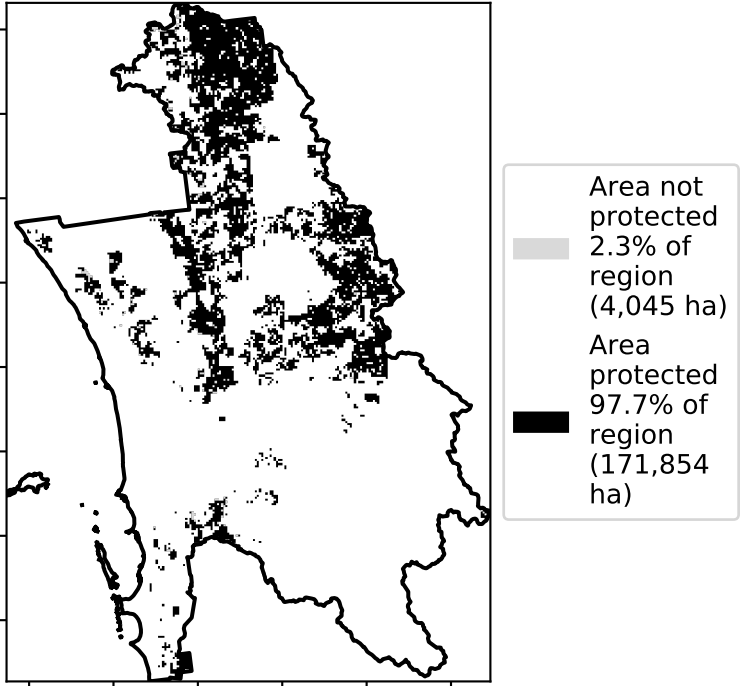 Area not
protected
2.3% of
region
(4,045 ha)
Area
protected
97.7% of
region
(171,854
ha)